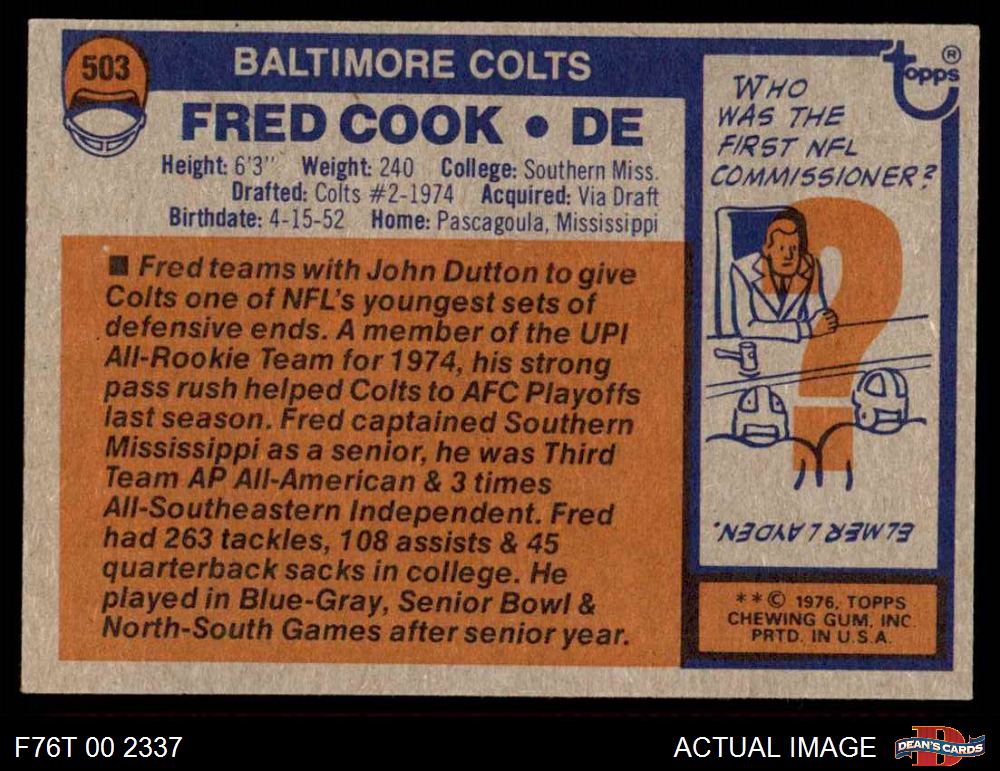 503
BALTIMORE COLTS
FRED COOK • DE
Height: 6'3" Weight: 240 College: Southern Miss.
Drafted: Colts #2-1974 Acquired: Via Draft
Birthdate: 4-15-52 Home: Pascagoula, Mississippi
■ Fred teams with John Dutton to give
Colts one of NFL's youngest sets of
defensive ends. A member of the UPI
All-Rookie Team for 1974, his strong
pass rush helped Colts to AFC Playoffs
last season. Fred captained Southern
Mississippi as a senior, he was Third
Team AP All-American & 3 times
All-Southeastern Independent. Fred
had 263 tackles, 108 assists & 45
quarterback sacks in college. He
played in Blue-Gray, Senior Bowl &
North-South Games after senior year.
topps ®
WHO
WAS THE
FIRST NFL
COMMISSIONER?
?
ELMER LAYDEN.
**© 1976, TOPPS
CHEWING GUM, INC.
PRTD. IN U.S.A.
F76T 00 2337
ACTUAL IMAGE
D
DEAN'S CARDS